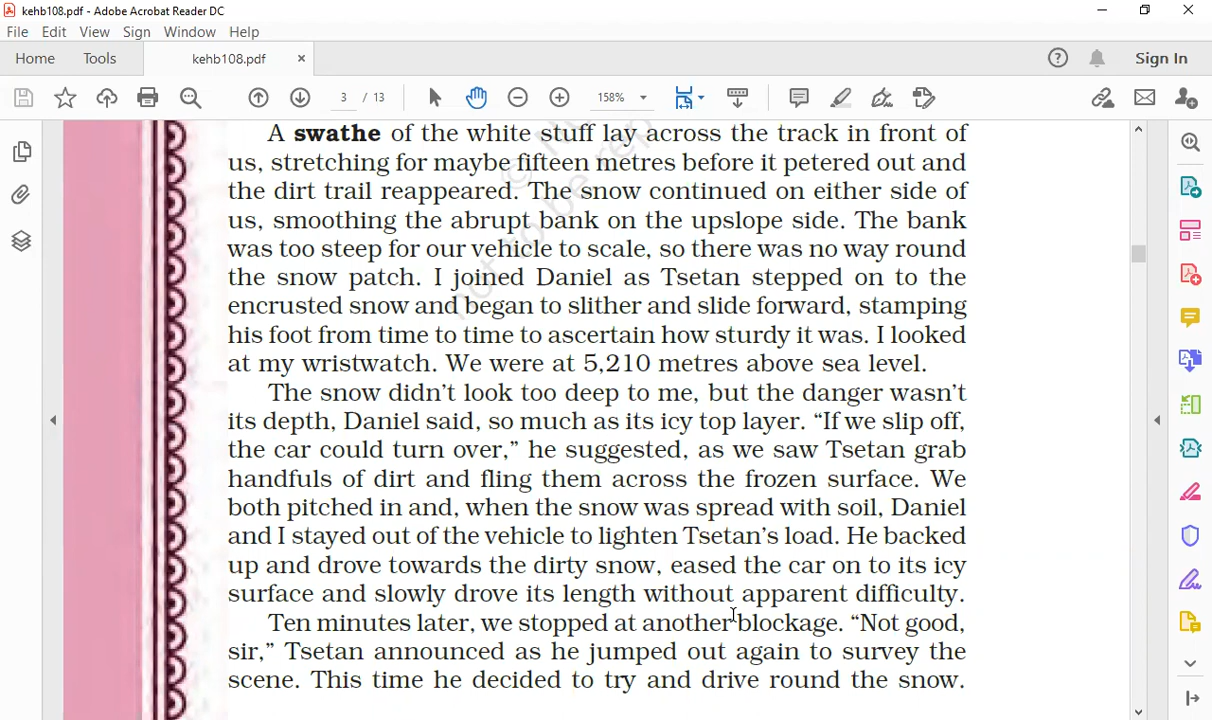 kehb108.pdf - Adobe Acrobat Reader DC
File Edit View Sign Window Help
Home Tools kehb108.pdf × Sign In
3 / 13 158%
A swathe of the white stuff lay across the track in front of
us, stretching for maybe fifteen metres before it petered out and
the dirt trail reappeared. The snow continued on either side of
us, smoothing the abrupt bank on the upslope side. The bank
was too steep for our vehicle to scale, so there was no way round
the snow patch. I joined Daniel as Tsetan stepped on to the
encrusted snow and began to slither and slide forward, stamping
his foot from time to time to ascertain how sturdy it was. I looked
at my wristwatch. We were at 5,210 metres above sea level.
The snow didn't look too deep to me, but the danger wasn't
its depth, Daniel said, so much as its icy top layer. “If we slip off,
the car could turn over,” he suggested, as we saw Tsetan grab
handfuls of dirt and fling them across the frozen surface. We
both pitched in and, when the snow was spread with soil, Daniel
and I stayed out of the vehicle to lighten Tsetan's load. He backed
up and drove towards the dirty snow, eased the car on to its icy
surface and slowly drove its length without apparent difficulty.
Ten minutes later, we stopped at another blockage. “Not good,
sir,” Tsetan announced as he jumped out again to survey the
scene. This time he decided to try and drive round the snow.
not to be rep